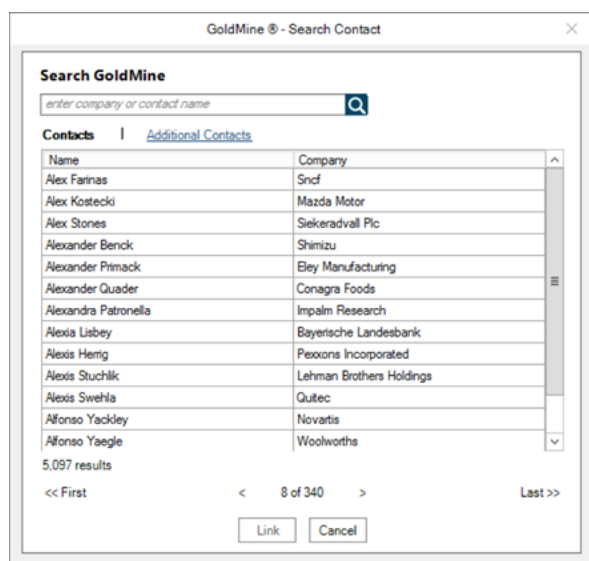 GoldMine ® - Search Contact
Search GoldMine
enter company or contact name
Contacts | Additional Contacts
Name Company
Alex Farinas Sncf
Alex Kostecki Mazda Motor
Alex Stones Siekeradvall Plc
Alexander Benck Shimizu
Alexander Primack Eley Manufacturing
Alexander Quader Conagra Foods
Alexandra Patronella Impalm Research
Alexia Lisbey Bayerische Landesbank
Alexis Herrig Pexxons Incorporated
Alexis Stuchlik Lehman Brothers Holdings
Alexis Swehla Quitec
Alfonso Yackley Novartis
Alfonso Yaegle Woolworths
5,097 results
<< First < 8 of 340 > Last >>
Link Cancel